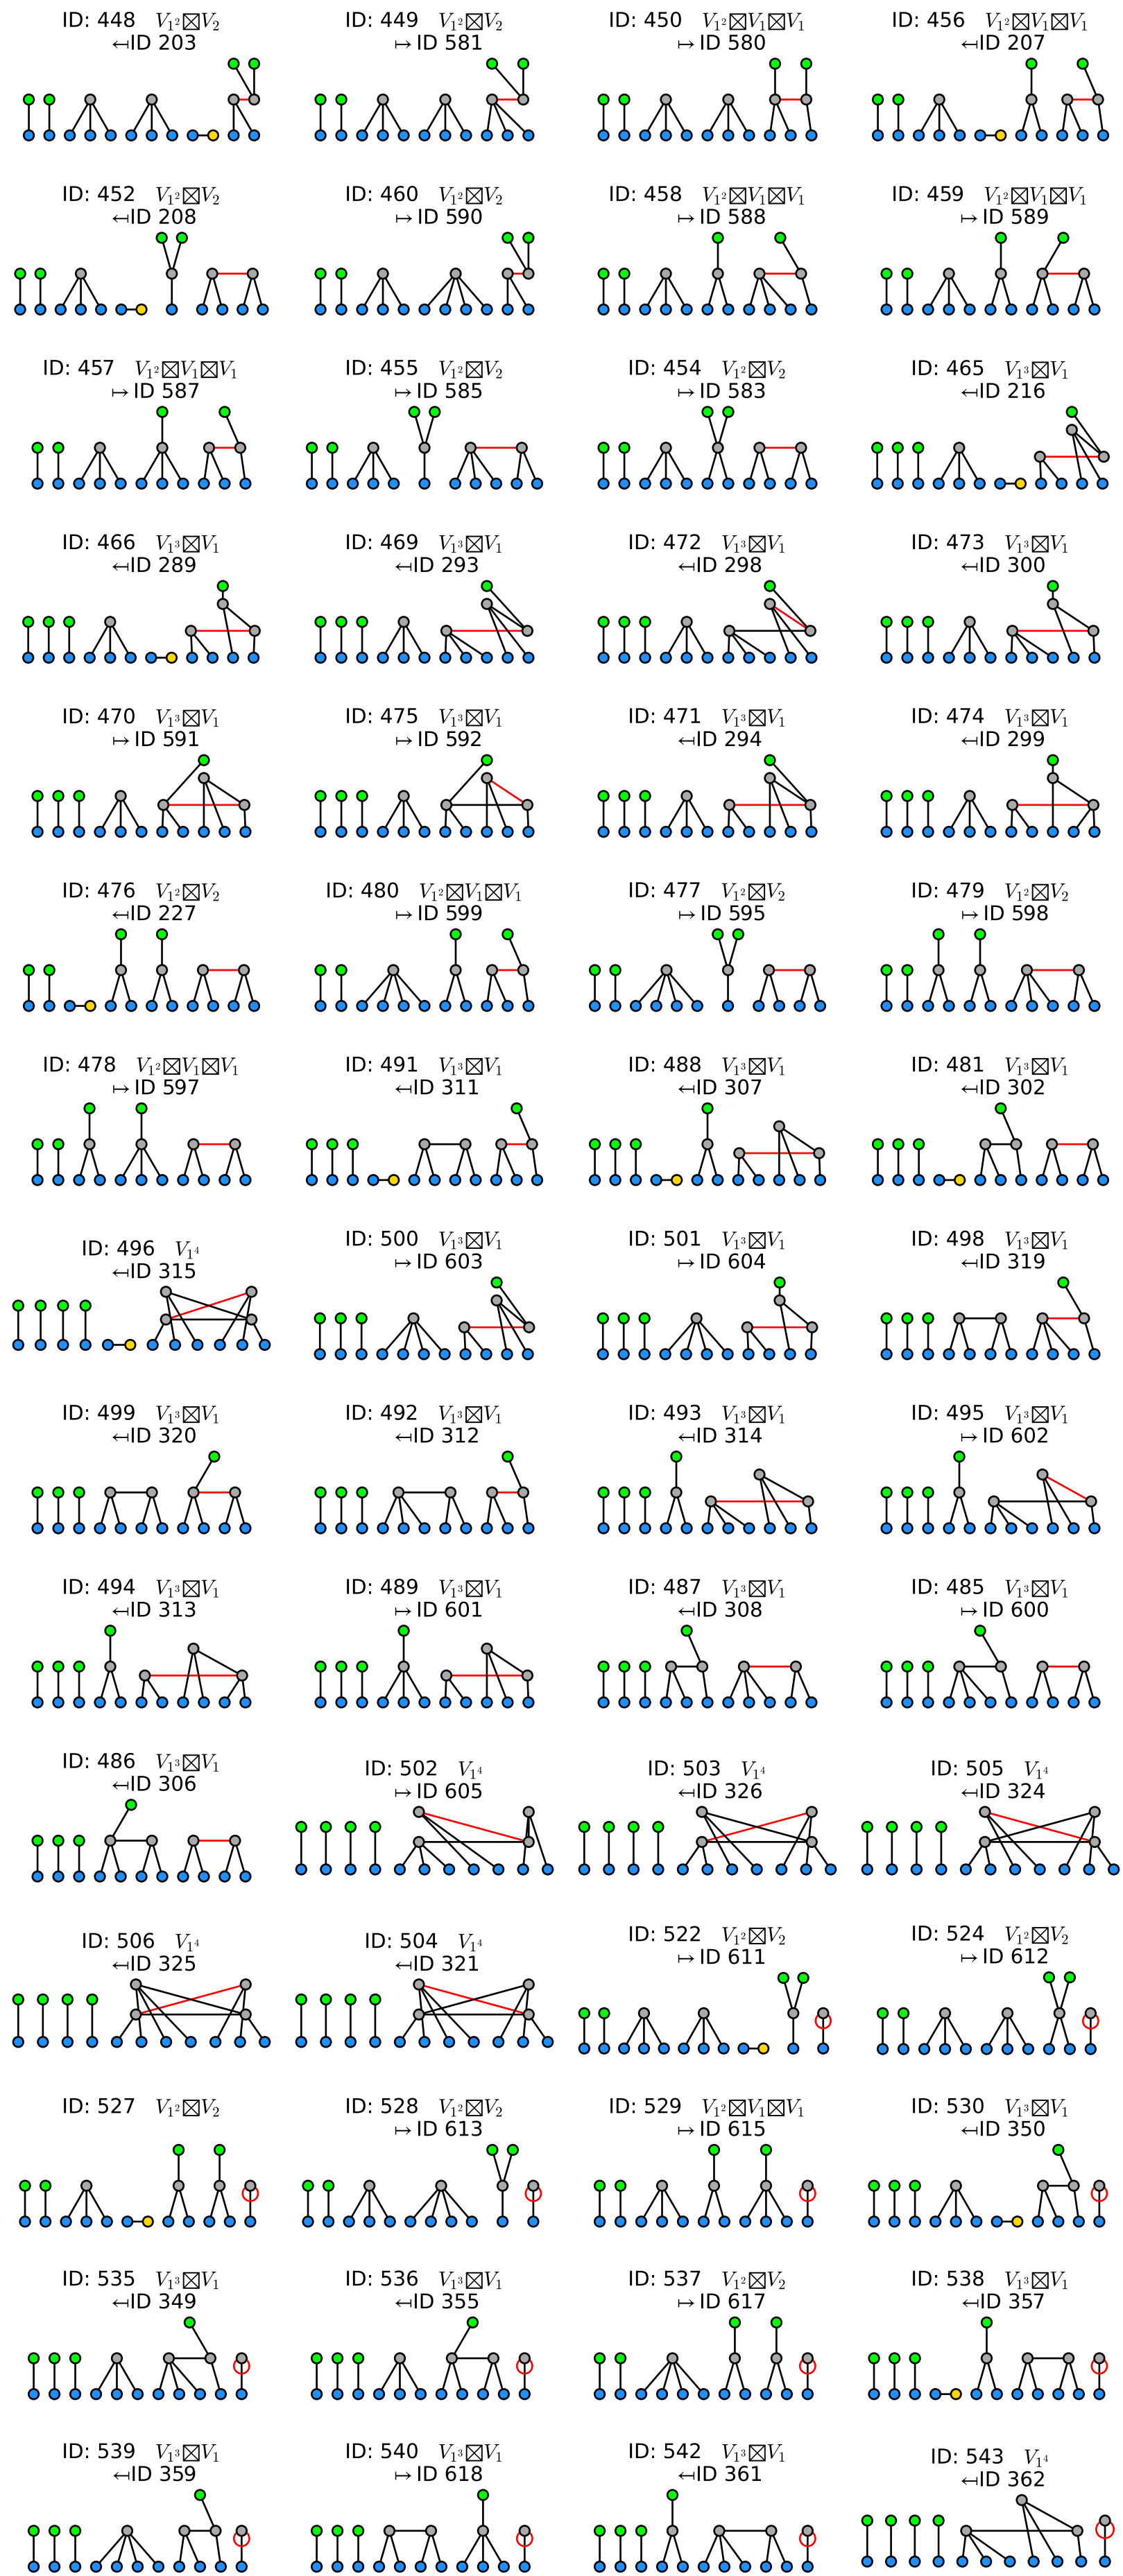 ID: 448 V₁²⊠V₂
↤ID 203
ID: 449 V₁²⊠V₂
↦ ID 581
ID: 450 V₁²⊠V₁⊠V₁
↦ ID 580
ID: 456 V₁²⊠V₁⊠V₁
↤ID 207
ID: 452 V₁²⊠V₂
↤ID 208
ID: 460 V₁²⊠V₂
↦ ID 590
ID: 458 V₁²⊠V₁⊠V₁
↦ ID 588
ID: 459 V₁²⊠V₁⊠V₁
↦ ID 589
ID: 457 V₁²⊠V₁⊠V₁
↦ ID 587
ID: 455 V₁²⊠V₂
↦ ID 585
ID: 454 V₁²⊠V₂
↦ ID 583
ID: 465 V₁³⊠V₁
↤ID 216
ID: 466 V₁³⊠V₁
↤ID 289
ID: 469 V₁³⊠V₁
↤ID 293
ID: 472 V₁³⊠V₁
↤ID 298
ID: 473 V₁³⊠V₁
↤ID 300
ID: 470 V₁³⊠V₁
↦ ID 591
ID: 475 V₁³⊠V₁
↦ ID 592
ID: 471 V₁³⊠V₁
↤ID 294
ID: 474 V₁³⊠V₁
↤ID 299
ID: 476 V₁²⊠V₂
↤ID 227
ID: 480 V₁²⊠V₁⊠V₁
↦ ID 599
ID: 477 V₁²⊠V₂
↦ ID 595
ID: 479 V₁²⊠V₂
↦ ID 598
ID: 478 V₁²⊠V₁⊠V₁
↦ ID 597
ID: 491 V₁³⊠V₁
↤ID 311
ID: 488 V₁³⊠V₁
↤ID 307
ID: 481 V₁³⊠V₁
↤ID 302
ID: 496 V₁⁴
↤ID 315
ID: 500 V₁³⊠V₁
↦ ID 603
ID: 501 V₁³⊠V₁
↦ ID 604
ID: 498 V₁³⊠V₁
↤ID 319
ID: 499 V₁³⊠V₁
↤ID 320
ID: 492 V₁³⊠V₁
↤ID 312
ID: 493 V₁³⊠V₁
↤ID 314
ID: 495 V₁³⊠V₁
↦ ID 602
ID: 494 V₁³⊠V₁
↤ID 313
ID: 489 V₁³⊠V₁
↦ ID 601
ID: 487 V₁³⊠V₁
↤ID 308
ID: 485 V₁³⊠V₁
↦ ID 600
ID: 486 V₁³⊠V₁
↤ID 306
ID: 502 V₁⁴
↦ ID 605
ID: 503 V₁⁴
↤ID 326
ID: 505 V₁⁴
↤ID 324
ID: 506 V₁⁴
↤ID 325
ID: 504 V₁⁴
↤ID 321
ID: 522 V₁²⊠V₂
↦ ID 611
ID: 524 V₁²⊠V₂
↦ ID 612
ID: 527 V₁²⊠V₂
ID: 528 V₁²⊠V₂
↦ ID 613
ID: 529 V₁²⊠V₁⊠V₁
↦ ID 615
ID: 530 V₁³⊠V₁
↤ID 350
ID: 535 V₁³⊠V₁
↤ID 349
ID: 536 V₁³⊠V₁
↤ID 355
ID: 537 V₁²⊠V₂
↦ ID 617
ID: 538 V₁³⊠V₁
↤ID 357
ID: 539 V₁³⊠V₁
↤ID 359
ID: 540 V₁³⊠V₁
↦ ID 618
ID: 542 V₁³⊠V₁
↤ID 361
ID: 543 V₁⁴
↤ID 362